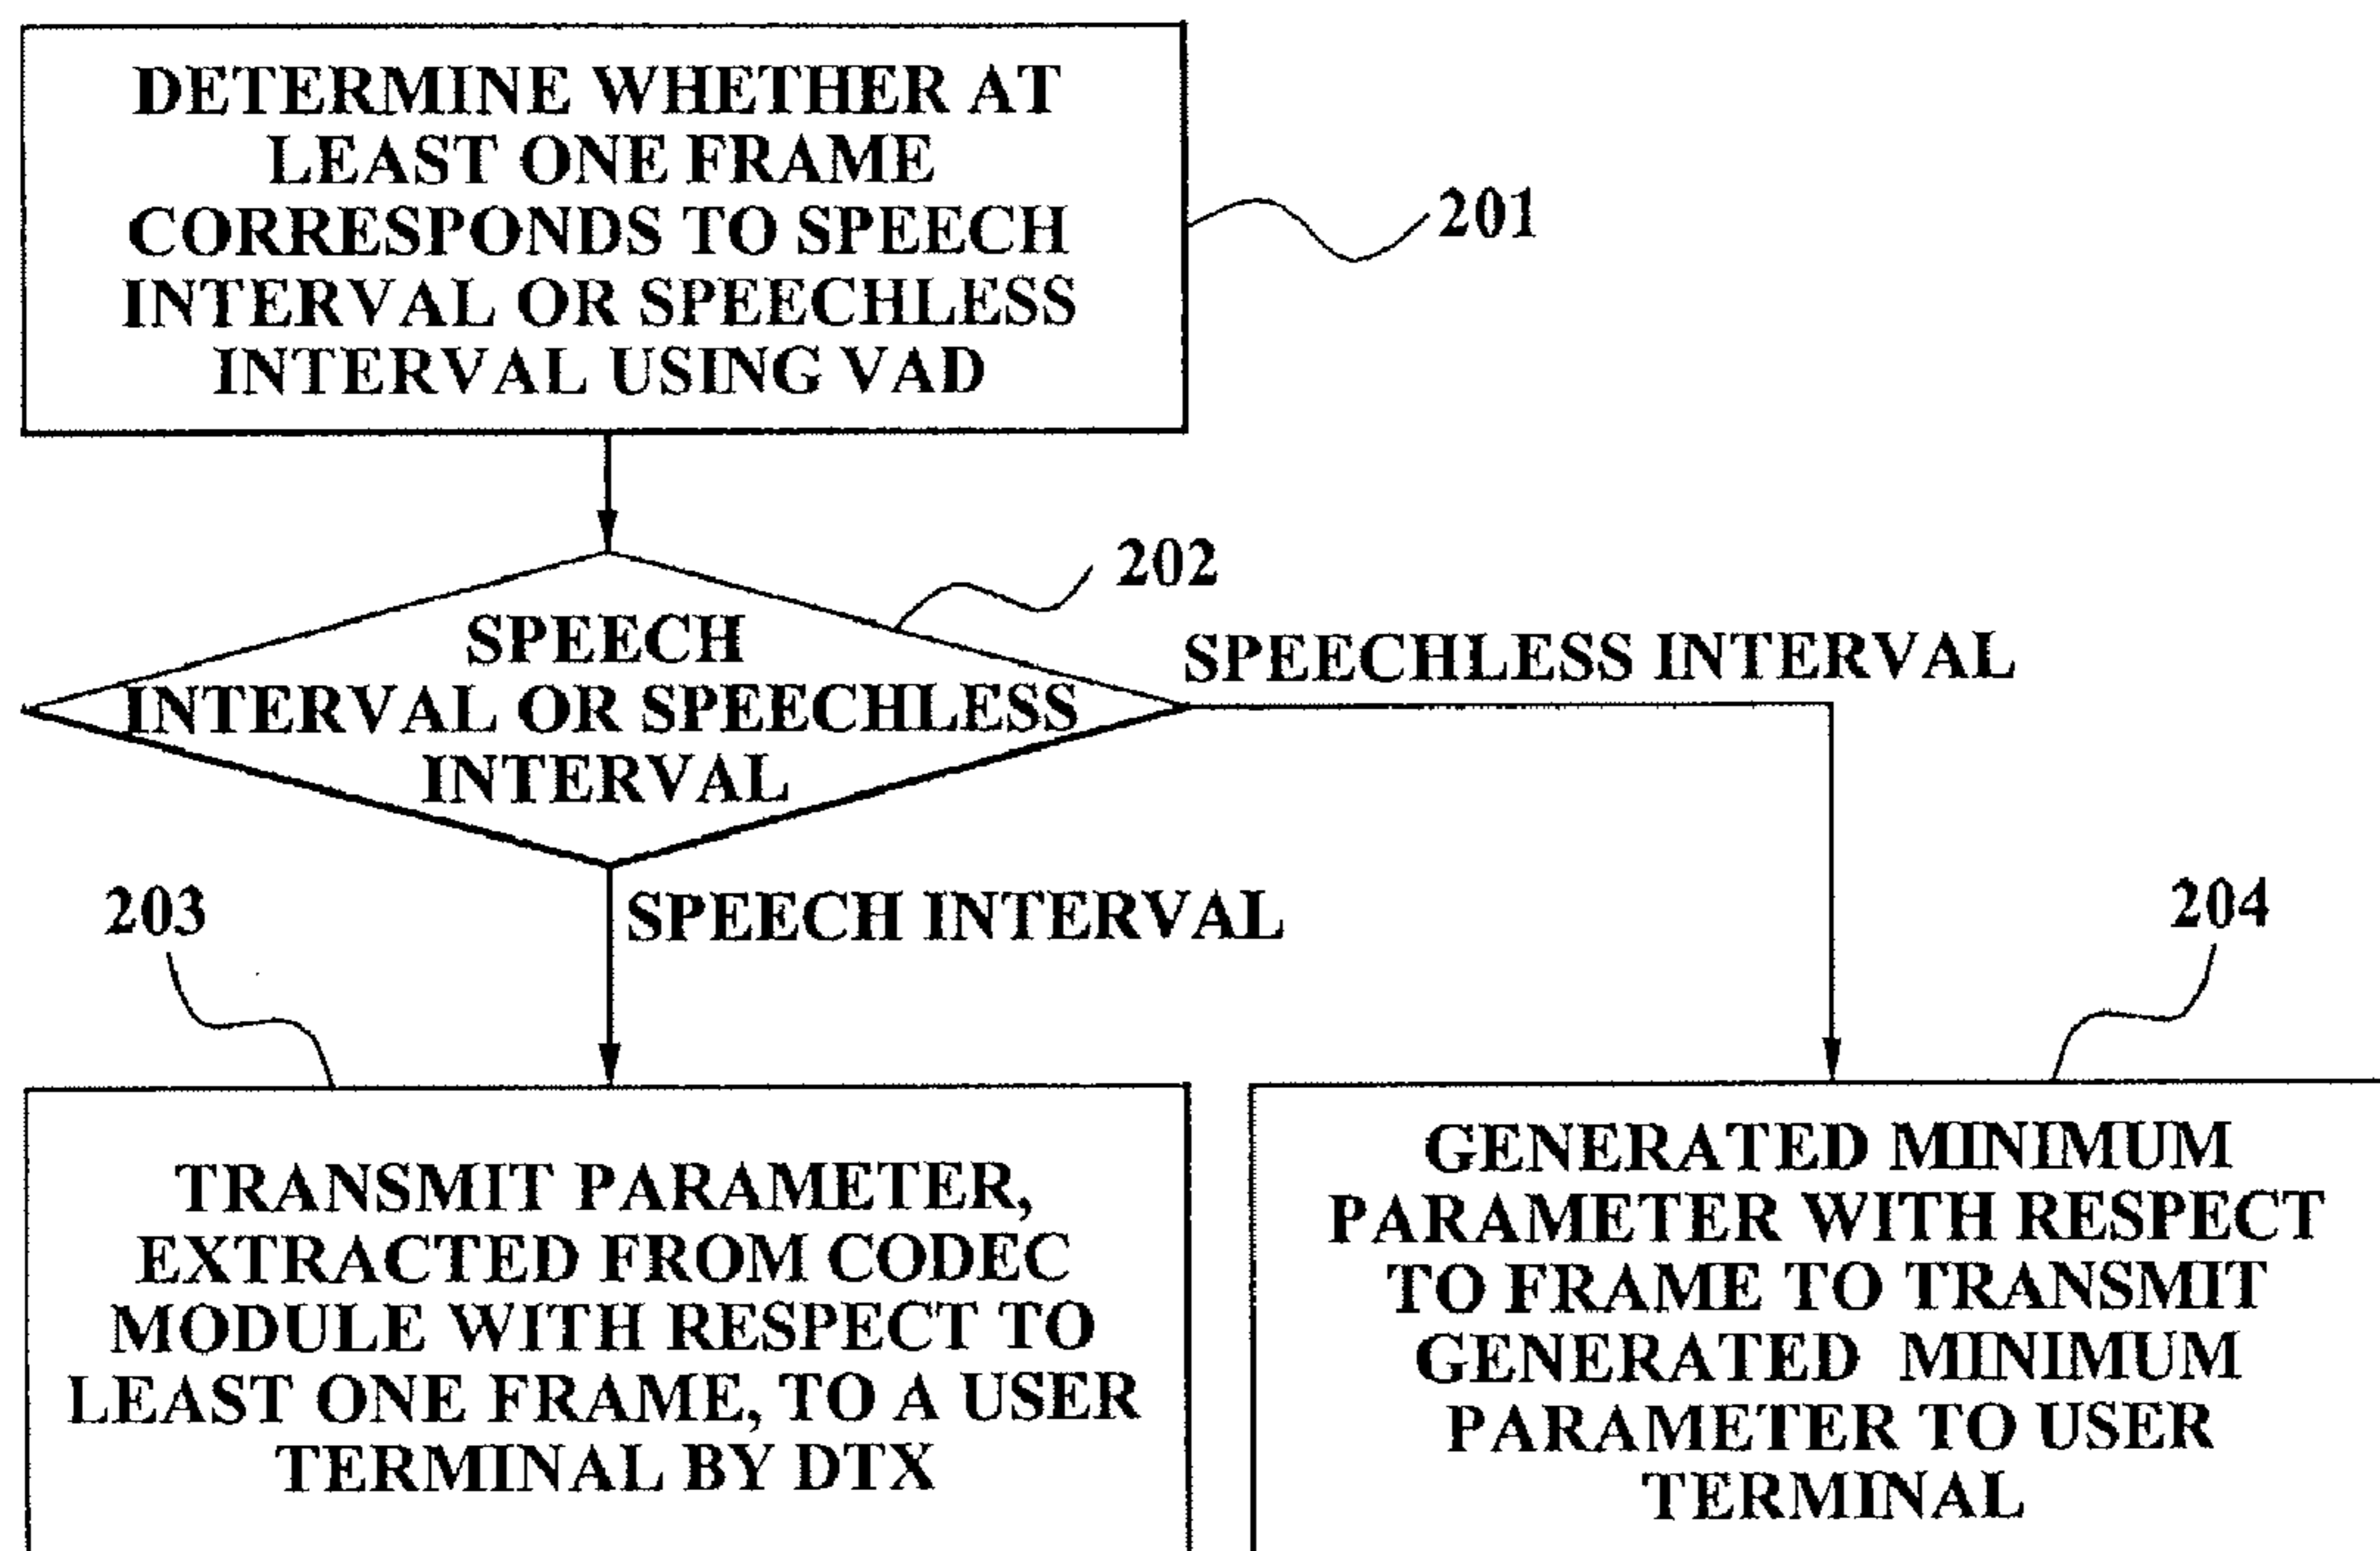 DETERMINE WHETHER AT
LEAST ONE FRAME
CORRESPONDS TO SPEECH
INTERVAL OR SPEECHLESS
INTERVAL USING VAD
201
202
SPEECH
INTERVAL OR SPEECHLESS
INTERVAL
SPEECHLESS INTERVAL
SPEECH INTERVAL
203
204
TRANSMIT PARAMETER,
EXTRACTED FROM CODEC
MODULE WITH RESPECT TO
LEAST ONE FRAME, TO A USER
TERMINAL BY DTX
GENERATED MINIMUM
PARAMETER WITH RESPECT
TO FRAME TO TRANSMIT
GENERATED MINIMUM
PARAMETER TO USER
TERMINAL